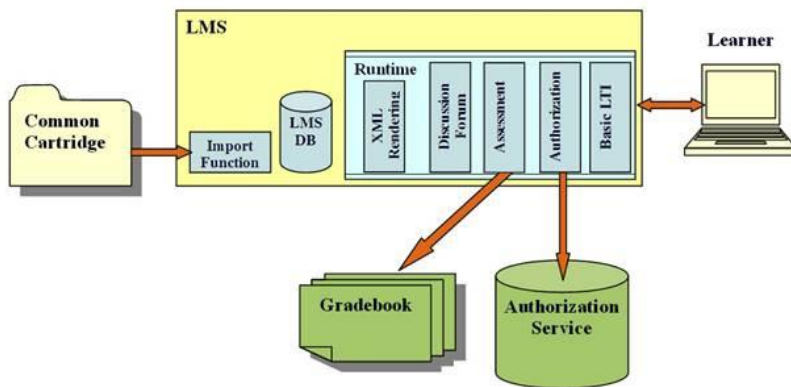 LMS
Learner
Common
Cartridge
Import
Function
LMS
DB
Runtime
XML
Rendering
Discussion
Forum
Assessment
Authorization
Basic LTI
Gradebook
Authorization
Service